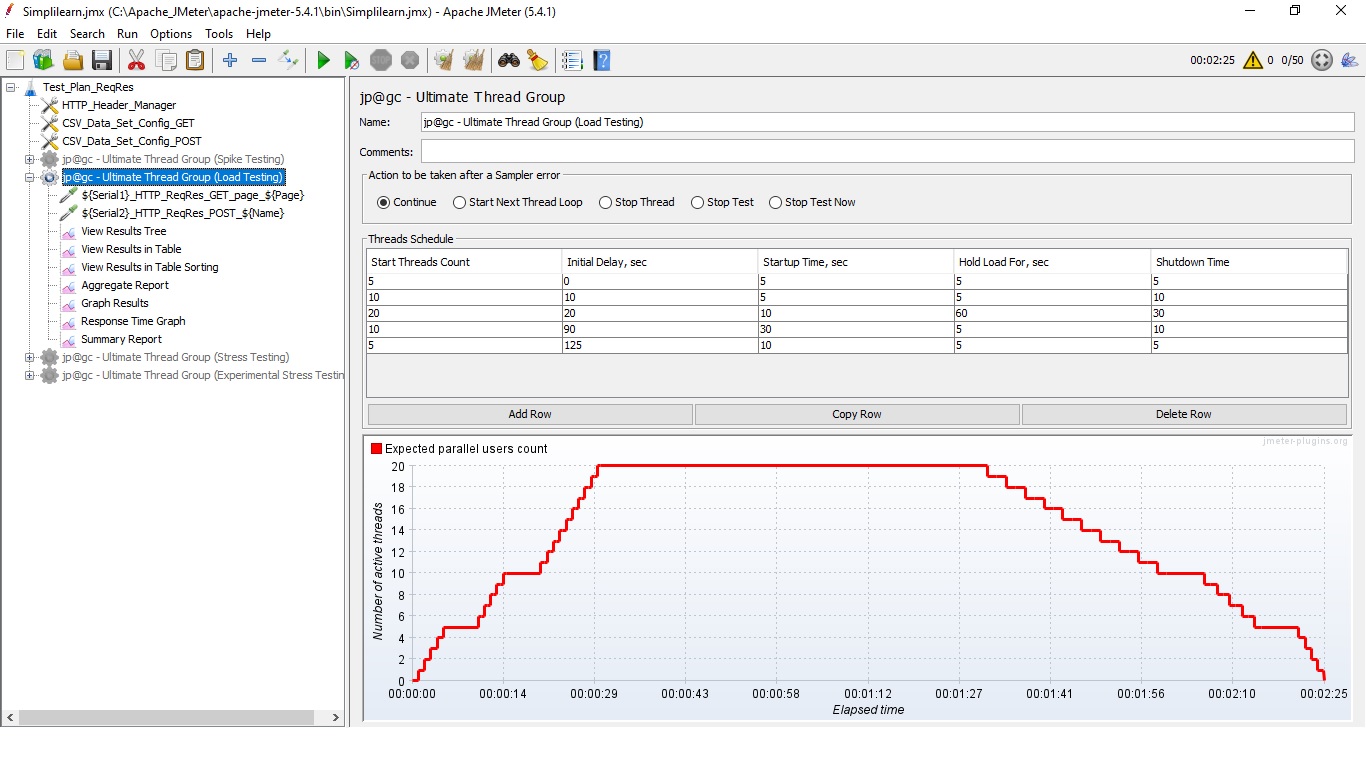 Simplilearn.jmx (C:\Apache_JMeter\apache-jmeter-5.4.1\bin\Simplilearn.jmx) - Apache JMeter (5.4.1)
File Edit Search Run Options Tools Help
STOP 00:02:25 0 0/50
Test_Plan_ReqRes
HTTP_Header_Manager
CSV_Data_Set_Config_GET
CSV_Data_Set_Config_POST
jp@gc - Ultimate Thread Group (Spike Testing)
jp@gc - Ultimate Thread Group (Load Testing)
${Serial1}_HTTP_ReqRes_GET_page_${Page}
${Serial2}_HTTP_ReqRes_POST_${Name}
View Results Tree
View Results in Table
View Results in Table Sorting
Aggregate Report
Graph Results
Response Time Graph
Summary Report
jp@gc - Ultimate Thread Group (Stress Testing)
jp@gc - Ultimate Thread Group (Experimental Stress Testin
jp@gc - Ultimate Thread Group
Name: jp@gc - Ultimate Thread Group (Load Testing)
Comments:
Action to be taken after a Sampler error
Continue Start Next Thread Loop Stop Thread Stop Test Stop Test Now
Threads Schedule
Start Threads Count Initial Delay, sec Startup Time, sec Hold Load For, sec Shutdown Time
5 0 5 5 5
10 10 5 5 10
20 20 10 60 30
10 90 30 5 10
5 125 10 5 5
Add Row Copy Row Delete Row
jmeter-plugins.org
Expected parallel users count
20
18
16
14
12
10
8
6
4
2
0
Number of active threads
00:00:00 00:00:14 00:00:29 00:00:43 00:00:58 00:01:12 00:01:27 00:01:41 00:01:56 00:02:10 00:02:25
Elapsed time